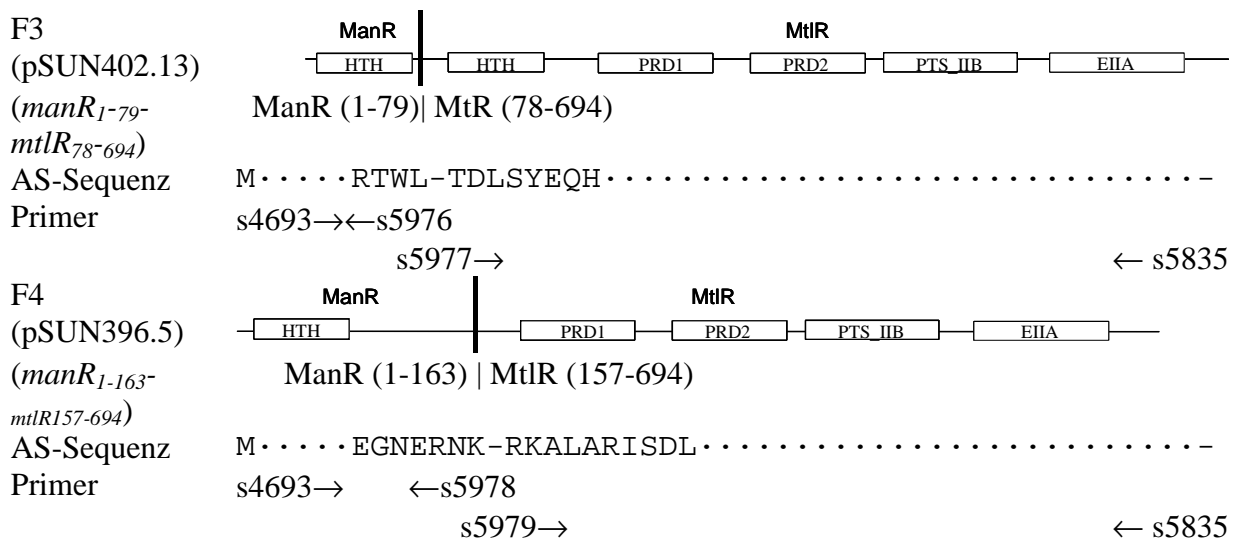 F3
(pSUN402.13)
ManR MtlR
HTH HTH PRD1 PRD2 PTS_IIB EIIA
(manR1-79-
mtlR78-694)
ManR (1-79)| MtR (78-694)
AS-Sequenz M·····RTWL-TDLSYEQH······························-
Primer s4693→←s5976
s5977→ ← s5835
F4
(pSUN396.5)
ManR MtlR
HTH PRD1 PRD2 PTS_IIB EIIA
(manR1-163-
mtlR157-694)
ManR (1-163) | MtlR (157-694)
AS-Sequenz M·····EGNERNK-RKALARISDL·························-
Primer s4693→ ←s5978
s5979→ ← s5835